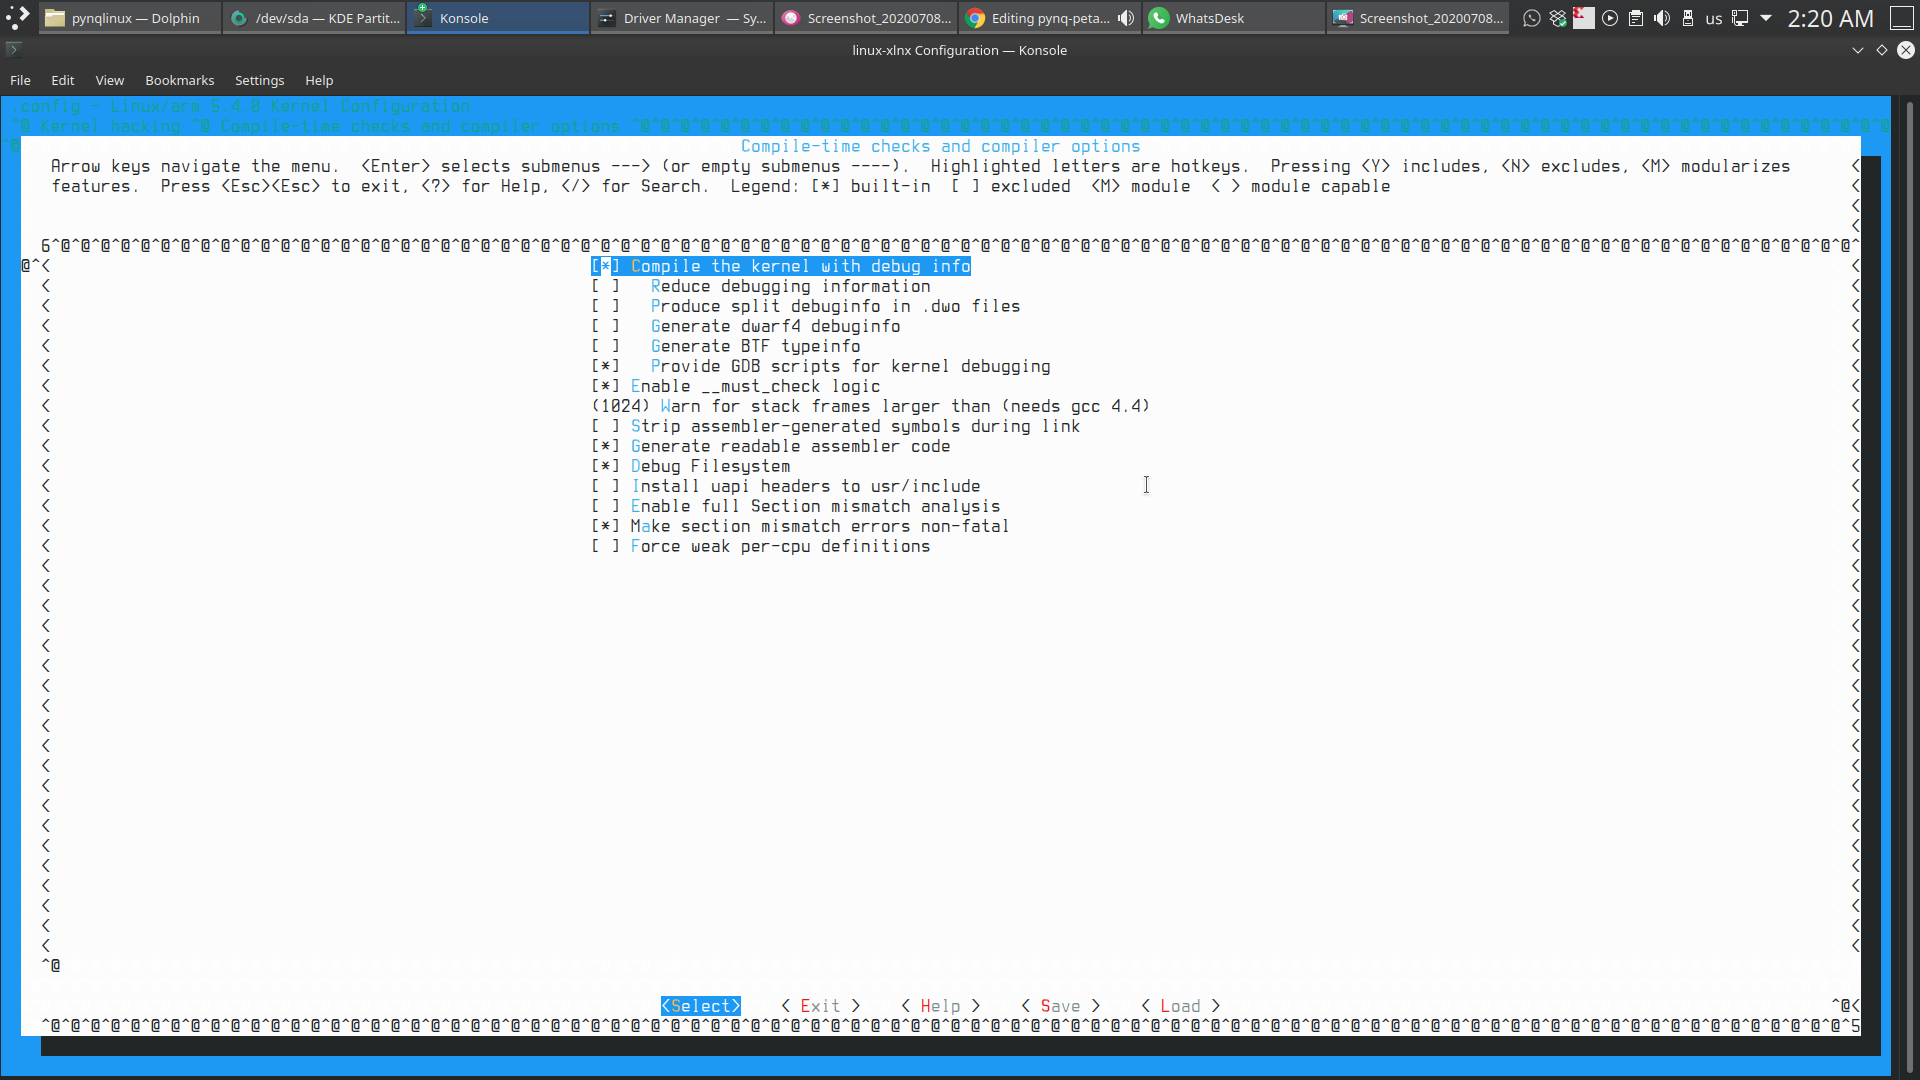 pynqlinux — Dolphin
/dev/sda — KDE Partit...
Konsole
Driver Manager — Sy...
Screenshot_20200708...
Editing pynq-peta...
WhatsDesk
Screenshot_20200708...
us
2:20 AM
linux-xlnx Configuration — Konsole
File Edit View Bookmarks Settings Help
.config - Linux/arm 5.4.0 Kernel Configuration
^@ Kernel hacking ^@ Compile-time checks and compiler options
Compile-time checks and compiler options
Arrow keys navigate the menu.  <Enter> selects submenus ---> (or empty submenus ----).  Highlighted letters are hotkeys.  Pressing <Y> includes, <N> excludes, <M> modularizes
features.  Press <Esc><Esc> to exit, <?> for Help, </> for Search.  Legend: [*] built-in  [ ] excluded  <M> module  < > module capable
[*] Compile the kernel with debug info
[ ]   Reduce debugging information
[ ]   Produce split debuginfo in .dwo files
[ ]   Generate dwarf4 debuginfo
[ ]   Generate BTF typeinfo
[*]   Provide GDB scripts for kernel debugging
[*] Enable __must_check logic
(1024) Warn for stack frames larger than (needs gcc 4.4)
[ ] Strip assembler-generated symbols during link
[*] Generate readable assembler code
[*] Debug Filesystem
[ ] Install uapi headers to usr/include
[ ] Enable full Section mismatch analysis
[*] Make section mismatch errors non-fatal
[ ] Force weak per-cpu definitions
^@
<Select>    < Exit >    < Help >    < Save >    < Load >